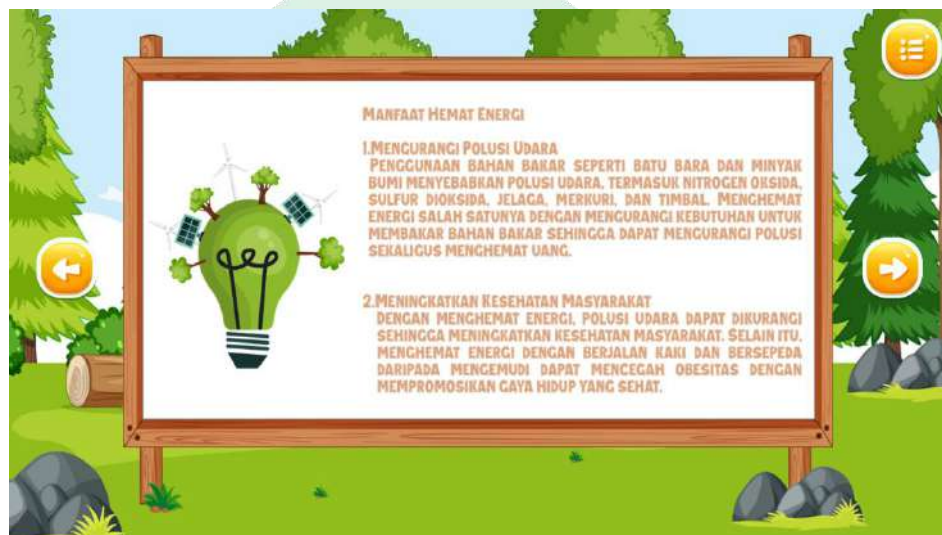 MANFAAT HEMAT ENERGI
1.MENGURANGI POLUSI UDARA
PENGGUNAAN BAHAN BAKAR SEPERTI BATU BARA DAN MINYAK
BUMI MENYEBABKAN POLUSI UDARA, TERMASUK NITROGEN OKSIDA,
SULFUR DIOKSIDA, JELAGA, MERKURI, DAN TIMBAL. MENGHEMAT
ENERGI SALAH SATUNYA DENGAN MENGURANGI KEBUTUHAN UNTUK
MEMBAKAR BAHAN BAKAR SEHINGGA DAPAT MENGURANGI POLUSI
SEKALIGUS MENGHEMAT UANG.
2.MENINGKATKAN KESEHATAN MASYARAKAT
DENGAN MENGHEMAT ENERGI, POLUSI UDARA DAPAT DIKURANGI
SEHINGGA MENINGKATKAN KESEHATAN MASYARAKAT. SELAIN ITU,
MENGHEMAT ENERGI DENGAN BERJALAN KAKI DAN BERSEPEDA
DARIPADA MENGEMUDI DAPAT MENCEGAH OBESITAS DENGAN
MEMPROMOSIKAN GAYA HIDUP YANG SEHAT.